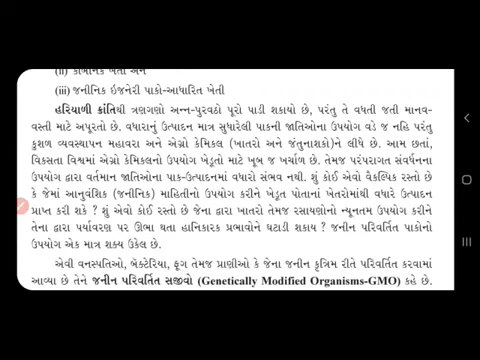 (ii) કાર્બનિક ખેતી અને
(iii) જનીનિક ઇજનેરી પાકો-આધારિત ખેતી
હરિયાળી ક્રાંતિથી ત્રણગણો અન્ન-પુરવઠો પૂરો પાડી શકાયો છે, પરંતુ તે વધતી જતી માનવ-
વસ્તી માટે અપૂરતો છે. વધારાનું ઉત્પાદન માત્ર સુધારેલી પાકની જાતિઓના ઉપયોગ વડે જ નહિ પરંતુ
કુશળ વ્યવસ્થાપન મહાવરા અને એગ્રો કેમિકલ (ખાતરો અને જંતુનાશકો)ને લીધે છે. આમ છતાં,
વિકસતા વિશ્વમાં એગ્રો કેમિકલનો ઉપયોગ ખેડૂતો માટે ખૂબ જ ખર્ચાળ છે. તેમજ પરંપરાગત સંવર્ધનના
ઉપયોગ દ્વારા વર્તમાન જાતિઓના પાક-ઉત્પાદનમાં વધારો સંભવ નથી. શું કોઈ એવો વૈકલ્પિક રસ્તો છે
કે જેમાં આનુવંશિક (જનીનિક) માહિતીનો ઉપયોગ કરીને ખેડૂત પોતાનાં ખેતરોમાંથી વધારે ઉત્પાદન
પ્રાપ્ત કરી શકે ? શું એવો કોઈ રસ્તો છે જેના દ્વારા ખાતરો તેમજ રસાયણોનો ન્યૂનતમ ઉપયોગ કરીને
તેના દ્વારા પર્યાવરણ પર ઊભા થતા હાનિકારક પ્રભાવોને ઘટાડી શકાય ? જનીન પરિવર્તિત પાકોનો
ઉપયોગ એક માત્ર શક્ય ઉકેલ છે.
એવી વનસ્પતિઓ, બૅક્ટેરિયા, ફૂગ તેમજ પ્રાણીઓ કે જેના જનીન કૃત્રિમ રીતે પરિવર્તિત કરવામાં
આવ્યા છે તેને જનીન પરિવર્તિત સજીવો (Genetically Modified Organisms-GMO) કહે છે.